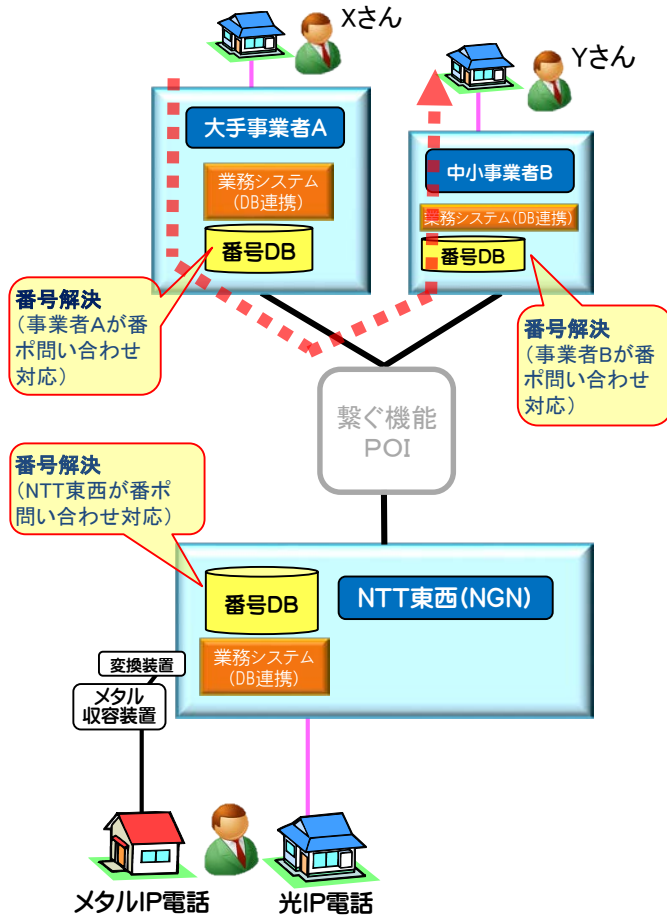 Xさん
Yさん
大手事業者A
業務システム
(DB連携)
番号DB
中小事業者B
業務システム(DB連携)
番号DB
番号解決
(事業者Aが番
ポ問い合わせ
対応)
番号解決
(事業者Bが番
ポ問い合わせ
対応)
繋ぐ機能
POI
番号解決
(NTT東西が番ポ
問い合わせ対応)
番号DB
NTT東西(NGN)
業務システム
(DB連携)
変換装置
メタル
収容装置
メタルIP電話
光IP電話